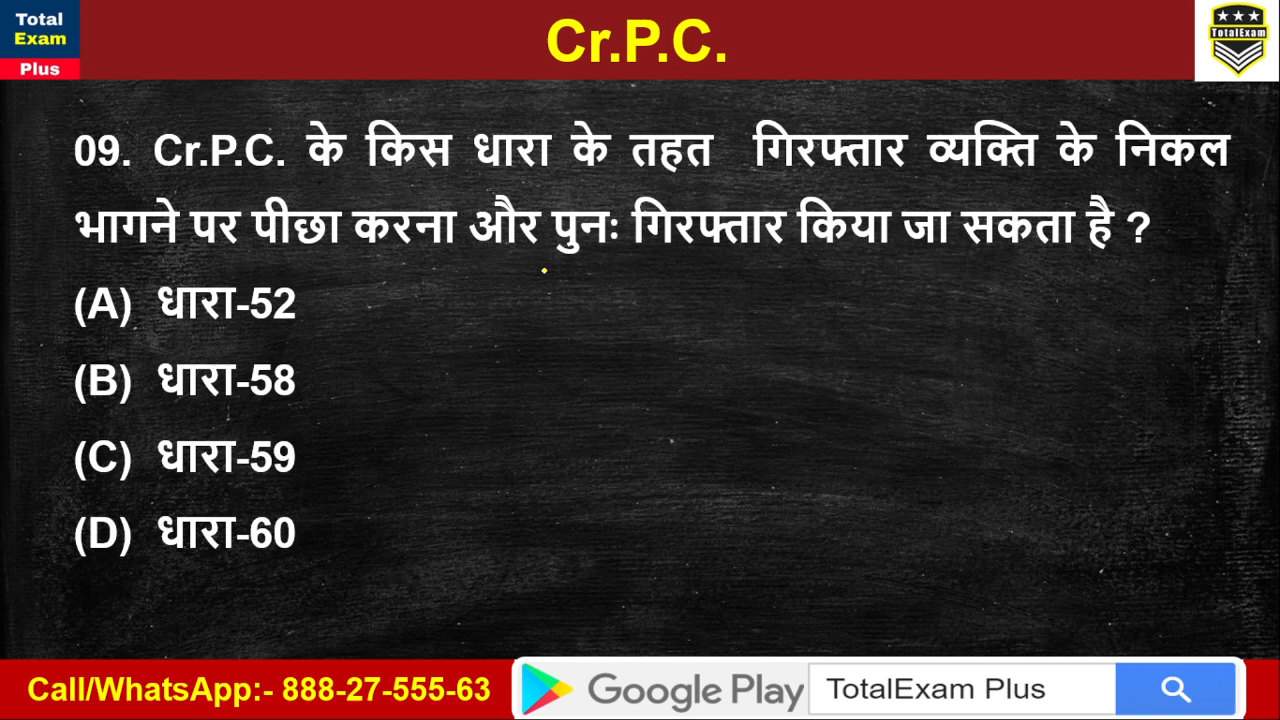 Total
Exam
Plus
Cr.P.C.
TotalExam
09. Cr.P.C. के किस धारा के तहत गिरफ्तार व्यक्ति के निकल
भागने पर पीछा करना और पुनः गिरफ्तार किया जा सकता है ?
(A) धारा-52
(B) धारा-58
(C) धारा-59
(D) धारा-60
Call/WhatsApp:- 888-27-555-63
Google Play
TotalExam Plus